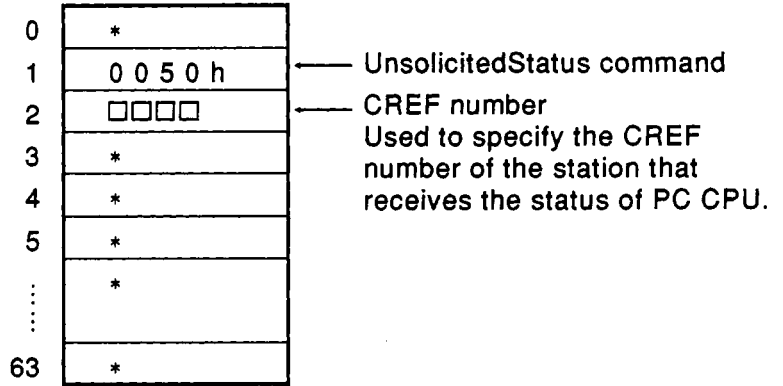 0 *
1 0050h UnsolicitedStatus command
2 □□□□ CREF number
Used to specify the CREF
3 * number of the station that
4 * receives the status of PC CPU.
5 *
*
63 *